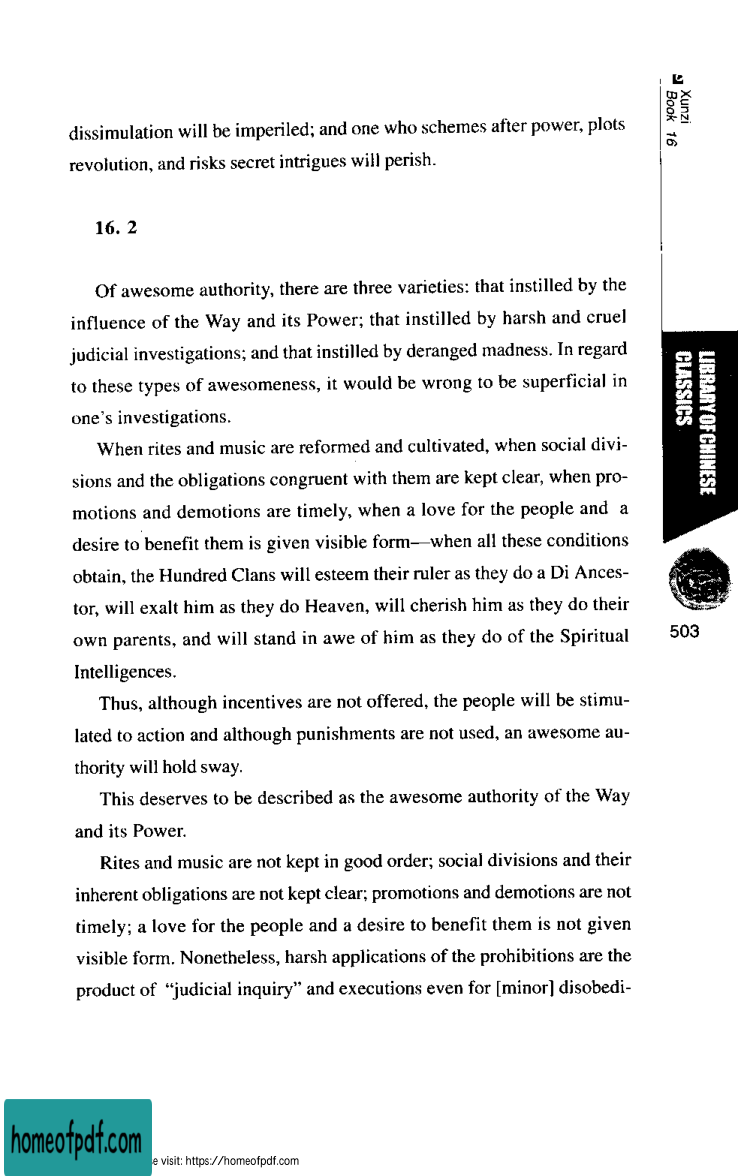 dissimulation will be imperiled; and one who schemes after power, plots
revolution, and risks secret intrigues will perish.
16. 2
Of awesome authority, there are three varieties: that instilled by the
influence of the Way and its Power; that instilled by harsh and cruel
judicial investigations; and that instilled by deranged madness. In regard
to these types of awesomeness, it would be wrong to be superficial in
one's investigations.
When rites and music are reformed and cultivated, when social divi-
sions and the obligations congruent with them are kept clear, when pro-
motions and demotions are timely, when a love for the people and a
desire to benefit them is given visible form—when all these conditions
obtain, the Hundred Clans will esteem their ruler as they do a Di Ances-
tor, will exalt him as they do Heaven, will cherish him as they do their
own parents, and will stand in awe of him as they do of the Spiritual
Intelligences.
Thus, although incentives are not offered, the people will be stimu-
lated to action and although punishments are not used, an awesome au-
thority will hold sway.
This deserves to be described as the awesome authority of the Way
and its Power.
Rites and music are not kept in good order; social divisions and their
inherent obligations are not kept clear; promotions and demotions are not
timely; a love for the people and a desire to benefit them is not given
visible form. Nonetheless, harsh applications of the prohibitions are the
product of “judicial inquiry” and executions even for [minor] disobedi-
Xunzi
Book 16
LIBRARY OF CHINESE
CLASSICS
503
homeofpdf.com
e visit: https://homeofpdf.com